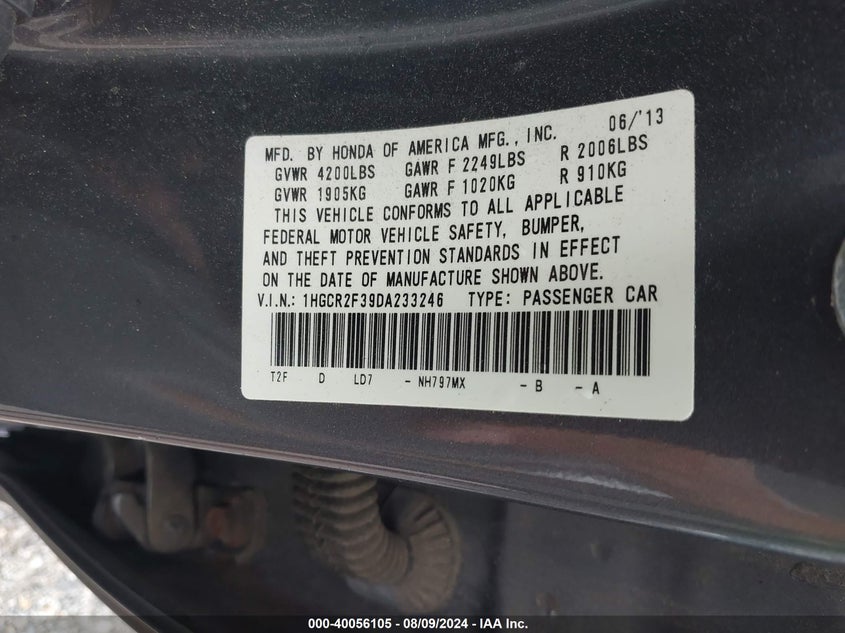 06/'13
MFD. BY HONDA OF AMERICA MFG., INC.
GVWR 4200LBS GAWR F 2249LBS R 2006LBS
GVWR 1905KG GAWR F 1020KG R 910KG
THIS VEHICLE CONFORMS TO ALL APPLICABLE
FEDERAL MOTOR VEHICLE SAFETY, BUMPER,
AND THEFT PREVENTION STANDARDS IN EFFECT
ON THE DATE OF MANUFACTURE SHOWN ABOVE.
V.I.N.: 1HGCR2F39DA233246 TYPE: PASSENGER CAR
T2F D LD7 - NH797MX - B - A
000-40056105 - 08/09/2024 - IAA Inc.